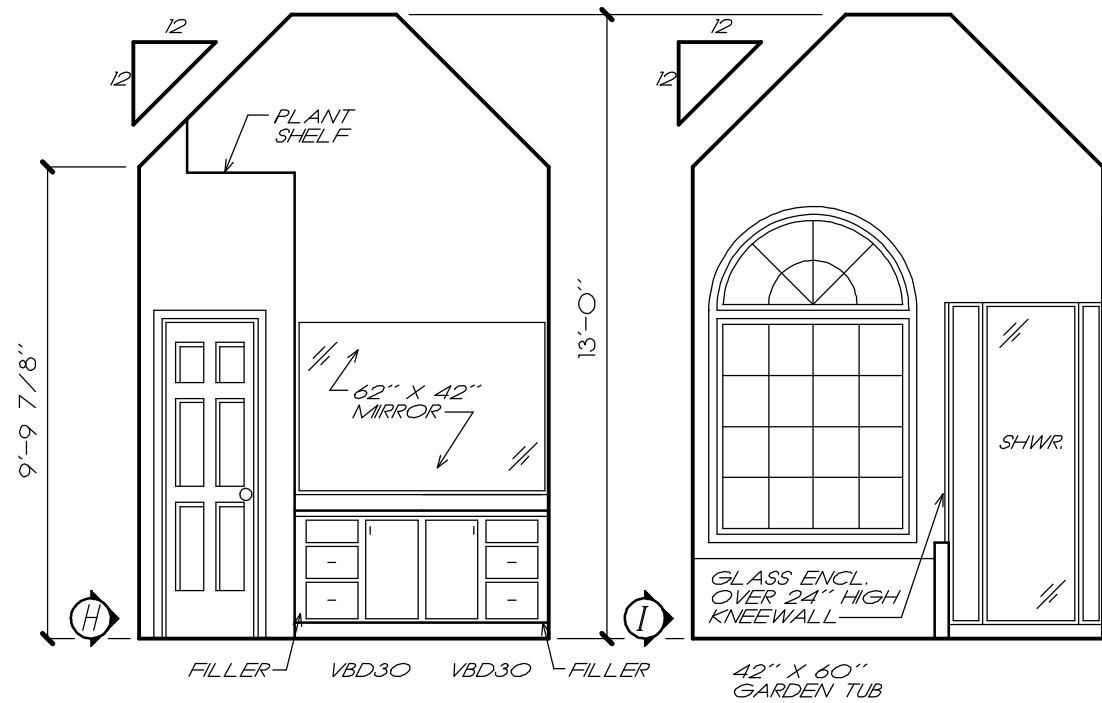 12
12
12
12
PLANT
SHELF
13'-0"
9'-9 7/8"
62" X 42"
MIRROR
SHWR.
GLASS ENCL.
OVER 24" HIGH
KNEEWALL
H
I
FILLER
VBD30
VBD30
FILLER
42" X 60"
GARDEN TUB